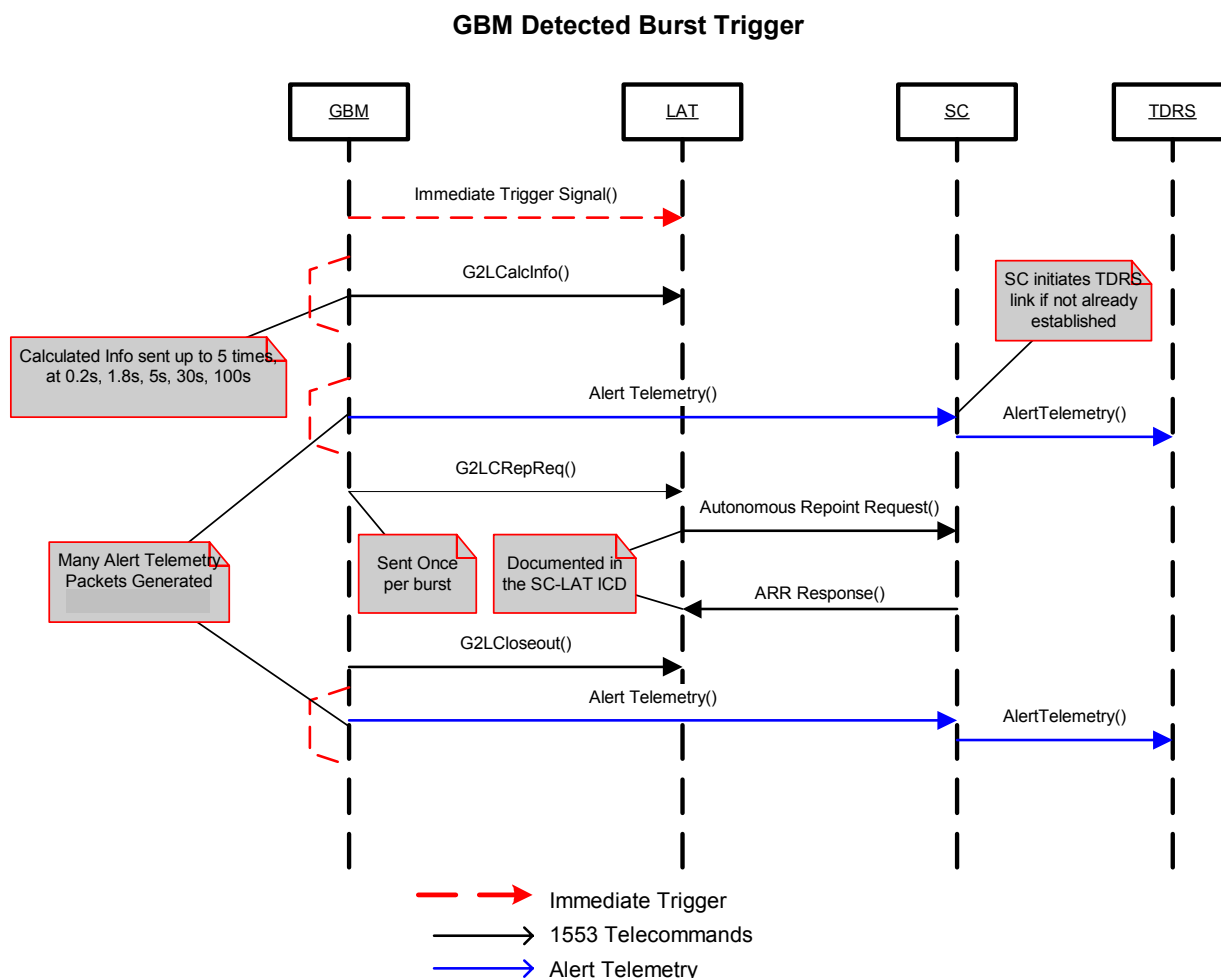 GBM Detected Burst Trigger
GBM
LAT
SC
TDRS
Immediate Trigger Signal()
G2LCalcInfo()
SC initiates TDRS
link if not already
established
Calculated Info sent up to 5 times,
at 0.2s, 1.8s, 5s, 30s, 100s
Alert Telemetry()
AlertTelemetry()
G2LCRepReq()
Autonomous Repoint Request()
Many Alert Telemetry
Packets Generated
Sent Once
per burst
Documented in
the SC-LAT ICD
ARR Response()
G2LCloseout()
Alert Telemetry()
AlertTelemetry()
Immediate Trigger
1553 Telecommands
Alert Telemetry